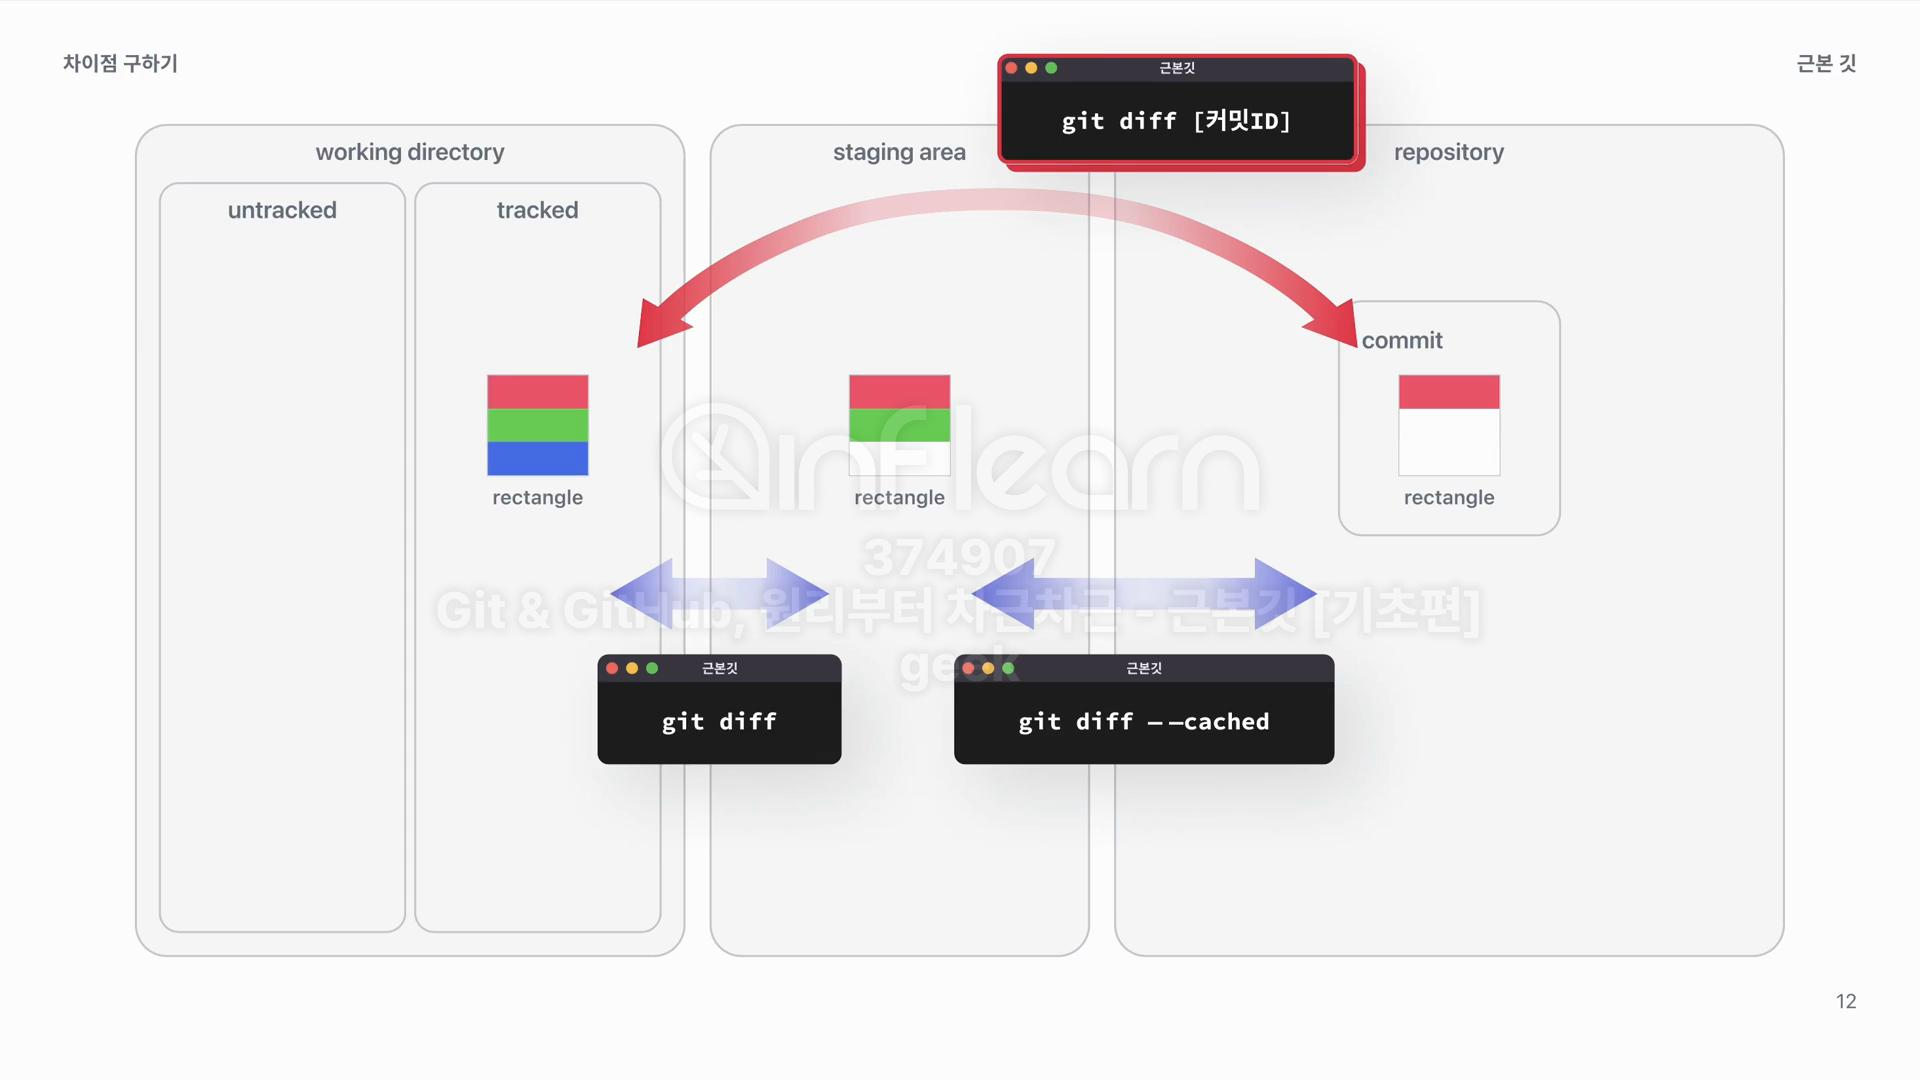 차이점 구하기
근본 깃
근본깃
git diff [커밋ID]
working directory
staging area
repository
untracked
tracked
commit
rectangle
rectangle
rectangle
inflearn
374907
Git & GitHub, 원리부터 차근차근 - 근본깃 [기초편]
geek
근본깃
git diff
근본깃
git diff --cached
12